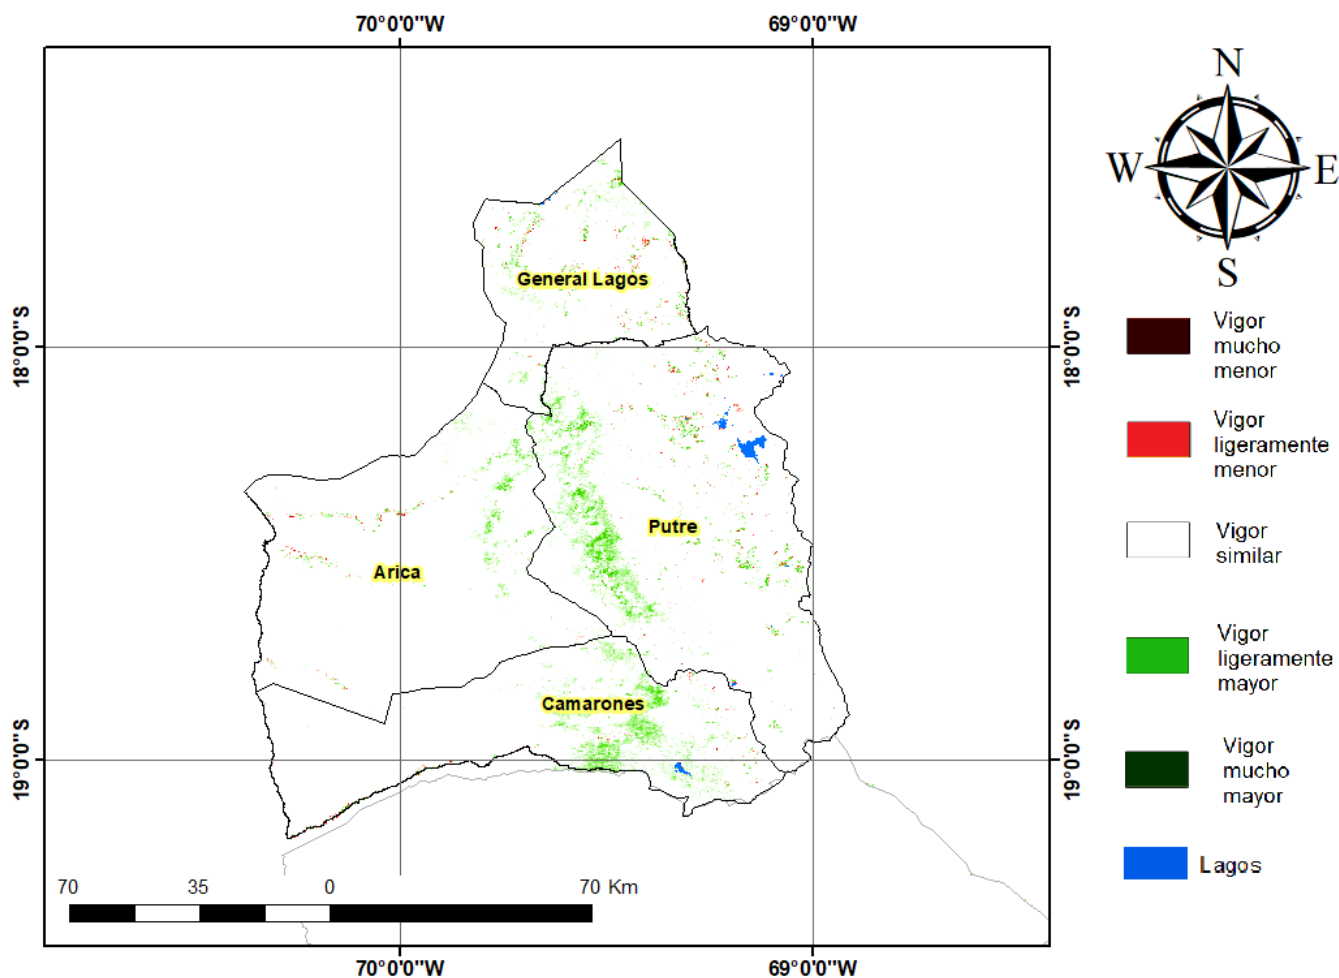 70°0'0"W
69°0'0"W
N
W
E
S
General Lagos
18°0'0"S
18°0'0"S
Vigor
mucho
menor
Vigor
ligeramente
menor
Vigor
similar
Putre
Arica
Vigor
ligeramente
mayor
Camarones
19°0'0"S
19°0'0"S
Vigor
mucho
mayor
Lagos
70
35
0
70 Km
70°0'0"W
69°0'0"W